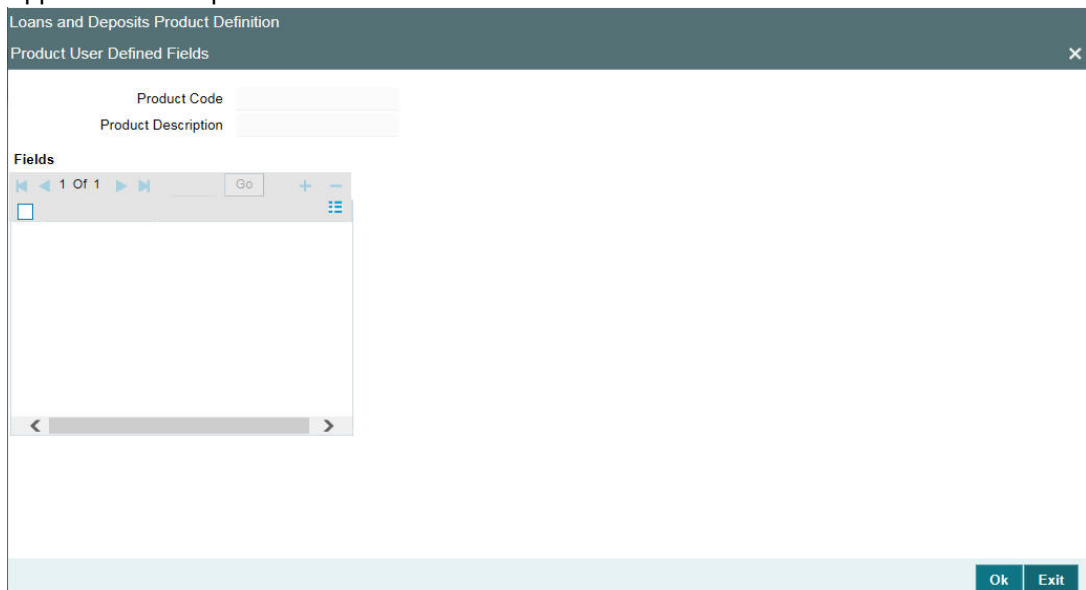 Loans and Deposits Product Definition
Product User Defined Fields
Product Code
Product Description
Fields
1 Of 1 Go
Ok Exit